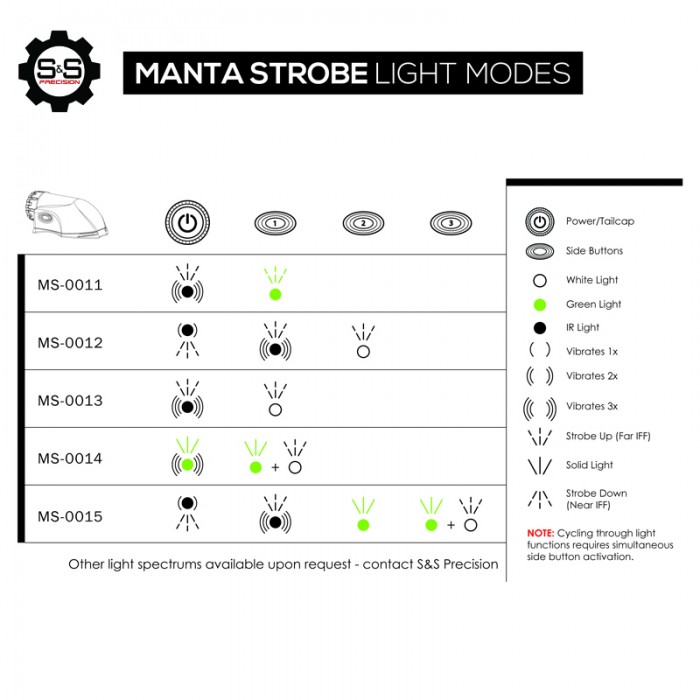 S&S
PRECISION
MANTA STROBE LIGHT MODES
1 2 3
MS-0011
MS-0012
MS-0013
MS-0014
+
MS-0015
+
Other light spectrums available upon request - contact S&S Precision
Power/Tailcap
Side Buttons
White Light
Green Light
IR Light
Vibrates 1x
Vibrates 2x
Vibrates 3x
Strobe Up (Far IFF)
Solid Light
Strobe Down
(Near IFF)
NOTE: Cycling through light
functions requires simultaneous
side button activation.